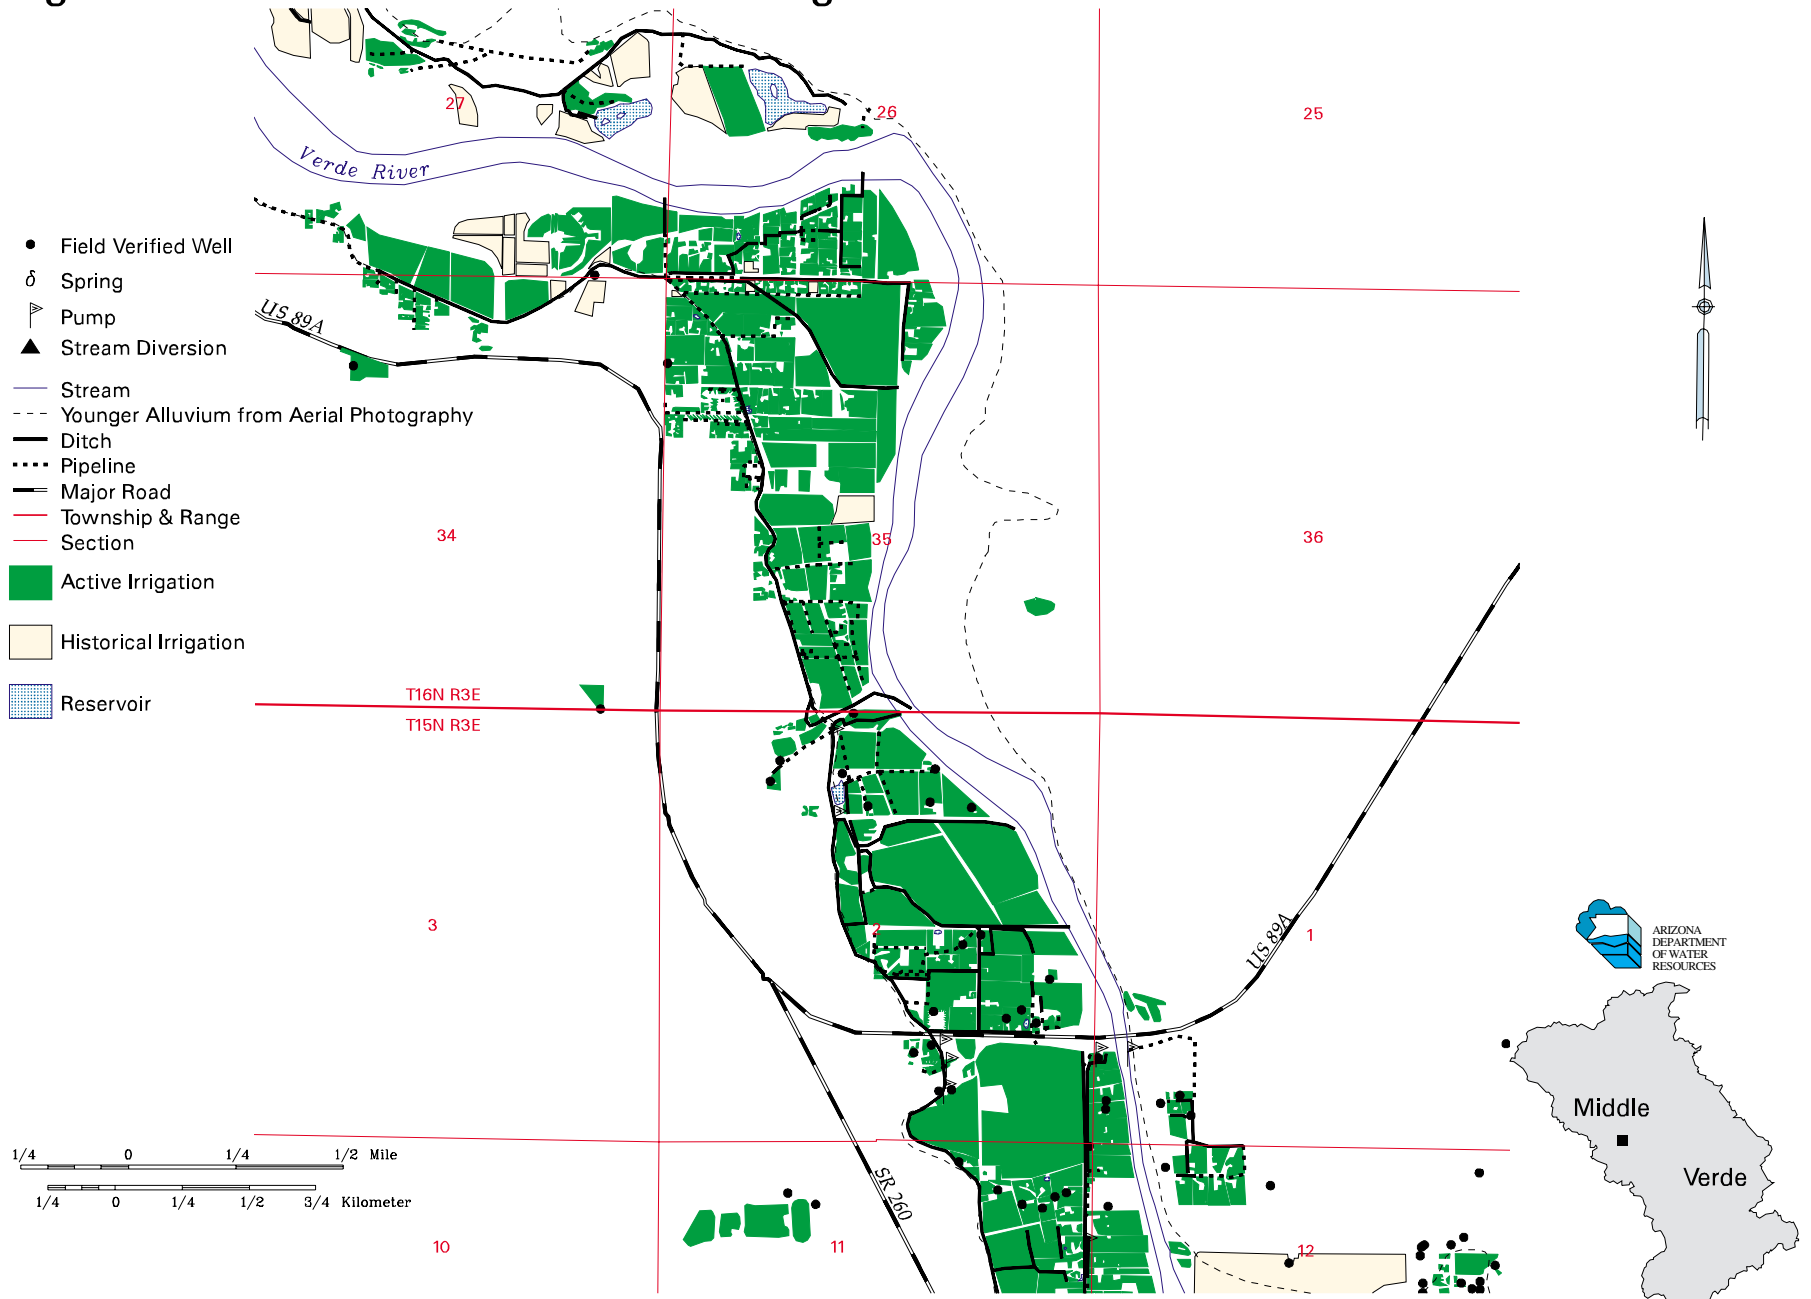 27
26
25
Verde River
Field Verified Well
Spring
Pump
Stream Diversion
US 89A
Stream
Younger Alluvium from Aerial Photography
Ditch
Pipeline
Major Road
Township & Range
Section
Active Irrigation
Historical Irrigation
Reservoir
34
35
36
T16N R3E
T15N R3E
3
2
1
US 89A
ARIZONA
DEPARTMENT
OF WATER
RESOURCES
Middle
Verde
1/4 0 1/4 1/2 Mile
1/4 0 1/4 1/2 3/4 Kilometer
SR 260
10
11
12